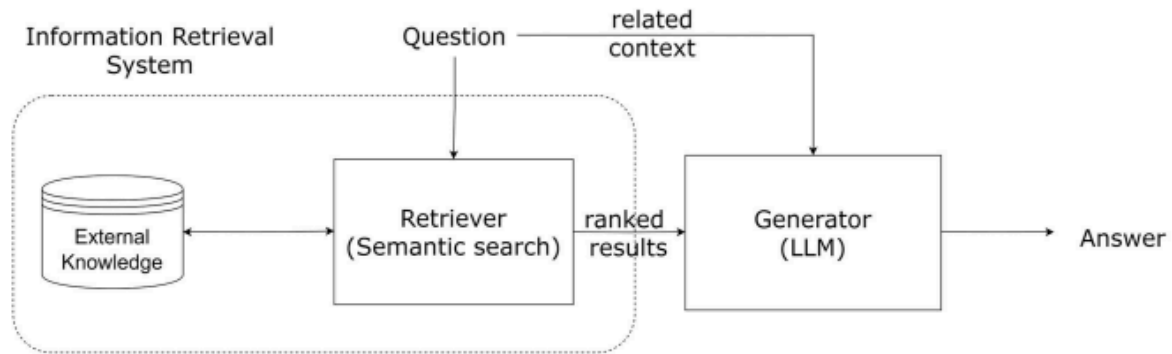 Information Retrieval
System
Question
related
context
External
Knowledge
Retriever
(Semantic search)
ranked
results
Generator
(LLM)
Answer